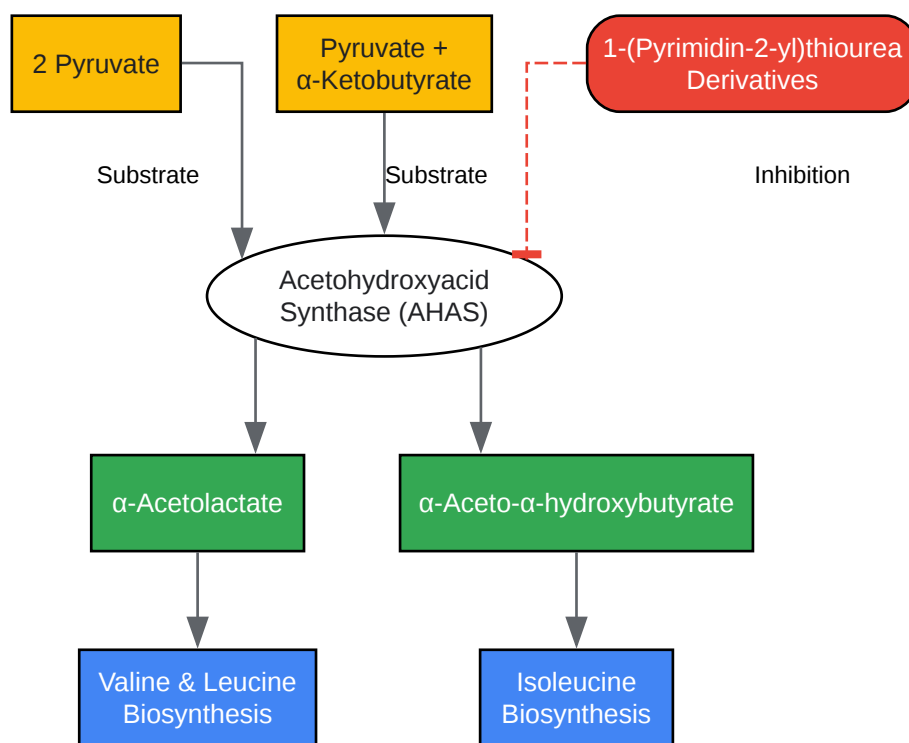 2 Pyruvate
Pyruvate +
α-Ketobutyrate
1-(Pyrimidin-2-yl)thiourea
Derivatives
Substrate
Substrate
Inhibition
Acetohydroxyacid
Synthase (AHAS)
α-Acetolactate
α-Aceto-α-hydroxybutyrate
Valine & Leucine
Biosynthesis
Isoleucine
Biosynthesis